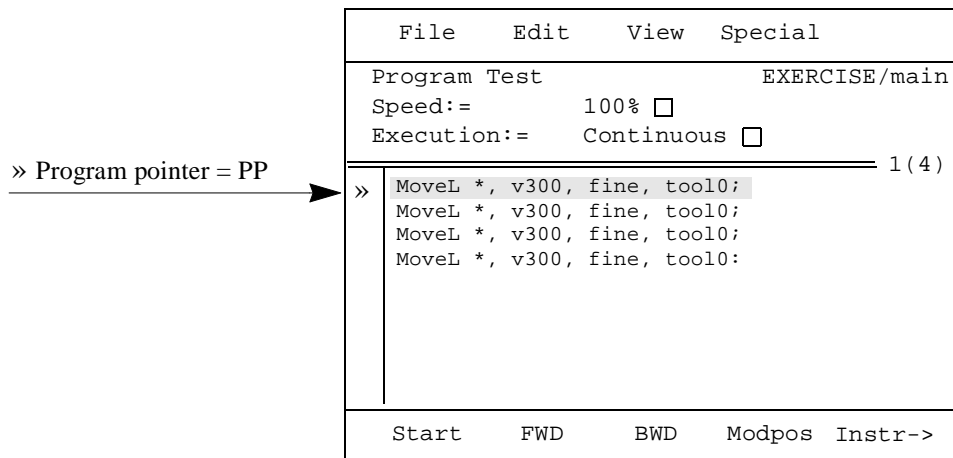 File Edit View Special
Program Test EXERCISE/main
Speed:= 100%
Execution:= Continuous
1(4)
» Program pointer = PP
» MoveL *, v300, fine, tool0;
MoveL *, v300, fine, tool0;
MoveL *, v300, fine, tool0;
MoveL *, v300, fine, tool0:
Start FWD BWD Modpos Instr->